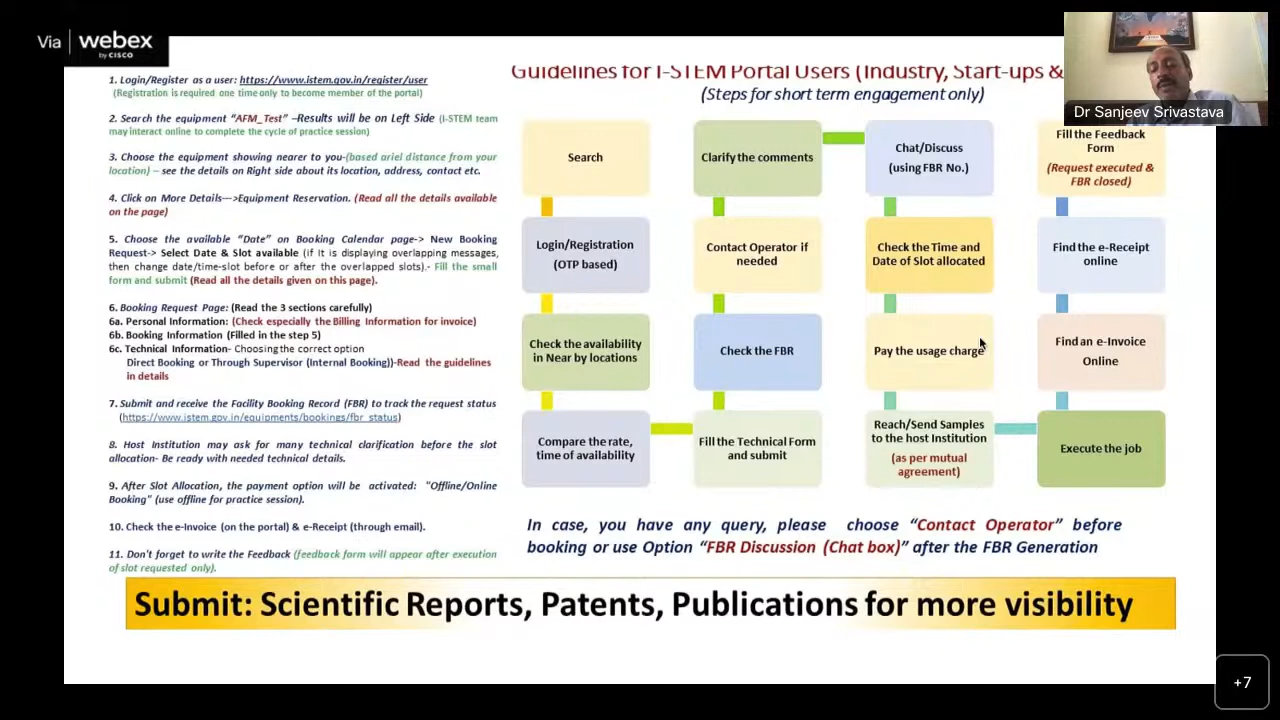 Via webex
by CISCO
Dr Sanjeev Srivastava
Guidelines for I-STEM Portal Users (Industry, Start-ups &
(Steps for short term engagement only)
1. Login/Register as a user: https://www.istem.gov.in/register/user
(Registration is required one time only to become member of the portal)
2. Search the equipment “AFM_Test” –Results will be on Left Side (I-STEM team
may interact online to complete the cycle of practice session)
3. Choose the equipment showing nearer to you-(based ariel distance from your
location) – see the details on Right side about its location, address, contact etc.
4. Click on More Details--->Equipment Reservation. (Read all the details available
on the page)
5. Choose the available “Date” on Booking Calendar page-> New Booking
Request-> Select Date & Slot available (if It is displaying overlapping messages,
then change date/time-slot before or after the overlapped slots).- Fill the small
form and submit (Read all the details given on this page).
6. Booking Request Page: (Read the 3 sections carefully)
6a. Personal Information: (Check especially the Billing Information for invoice)
6b. Booking Information (Filled in the step 5)
6c. Technical Information- Choosing the correct option
Direct Booking or Through Supervisor (Internal Booking))-Read the guidelines
in details
7. Submit and receive the Facility Booking Record (FBR) to track the request status
(https://www.istem.gov.in/equipments/bookings/fbr_status)
8. Host Institution may ask for many technical clarification before the slot
allocation- Be ready with needed technical details.
9. After Slot Allocation, the payment option will be activated: "Offline/Online
Booking" (use offline for practice session).
10. Check the e-Invoice (on the portal) & e-Receipt (through email).
11. Don't forget to write the Feedback (feedback form will appear after execution
of slot requested only).
Search
Login/Registration
(OTP based)
Check the availability
in Near by locations
Compare the rate,
time of availability
Clarify the comments
Contact Operator if
needed
Check the FBR
Fill the Technical Form
and submit
Chat/Discuss
(using FBR No.)
Check the Time and
Date of Slot allocated
Pay the usage charge
Reach/Send Samples
to the host Institution
(as per mutual
agreement)
Fill the Feedback
Form
(Request executed &
FBR closed)
Find the e-Receipt
online
Find an e-Invoice
Online
Execute the job
In case, you have any query, please choose “Contact Operator” before
booking or use Option “FBR Discussion (Chat box)” after the FBR Generation
Submit: Scientific Reports, Patents, Publications for more visibility
+7